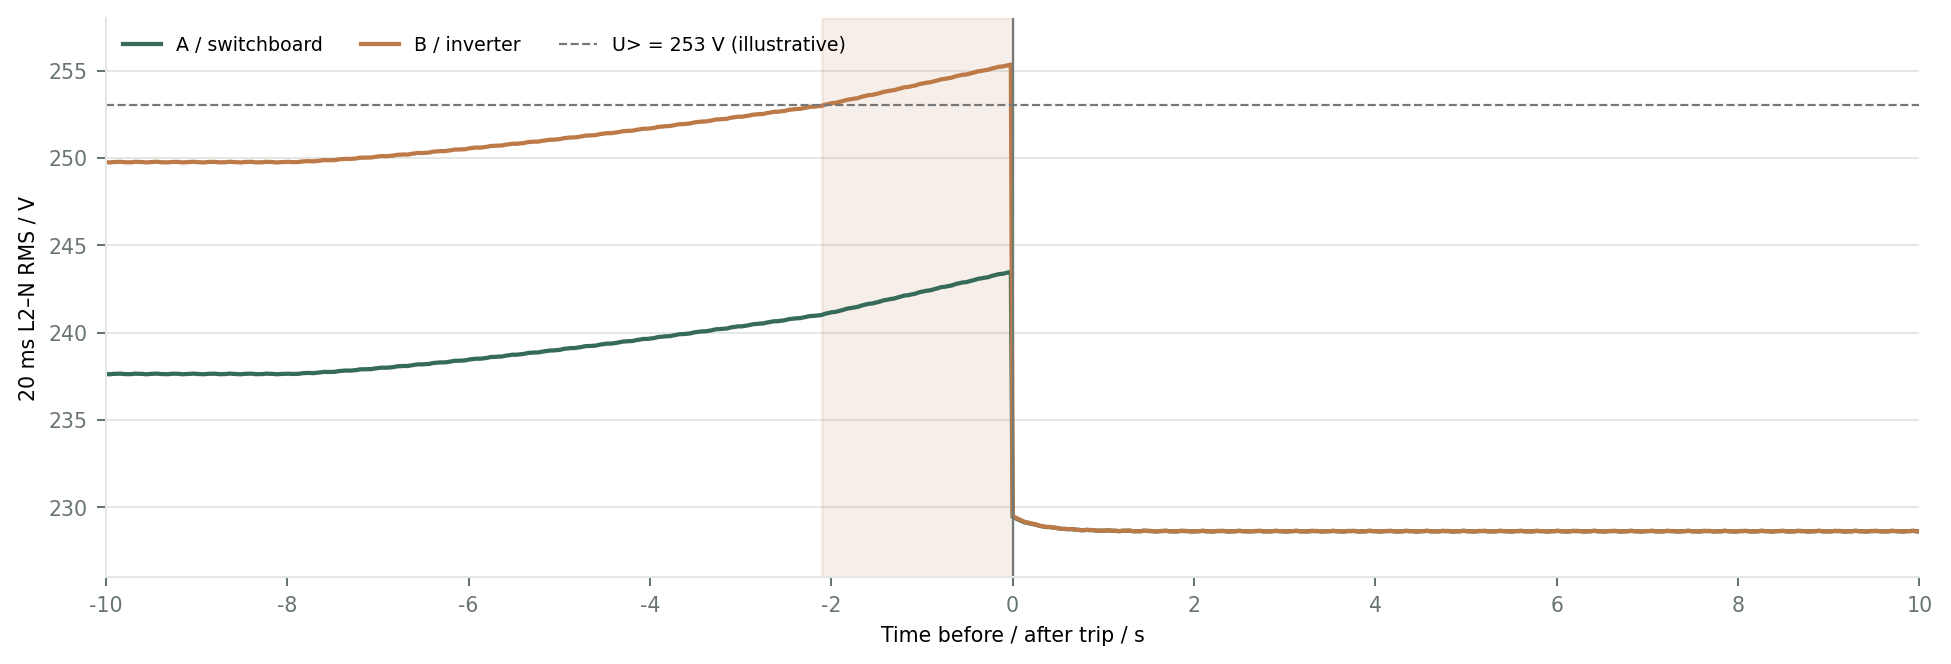 A / switchboard B / inverter U> = 253 V (illustrative)
255
250
245
240
235
230
20 ms L2–N RMS / V
-10 -8 -6 -4 -2 0 2 4 6 8 10
Time before / after trip / s